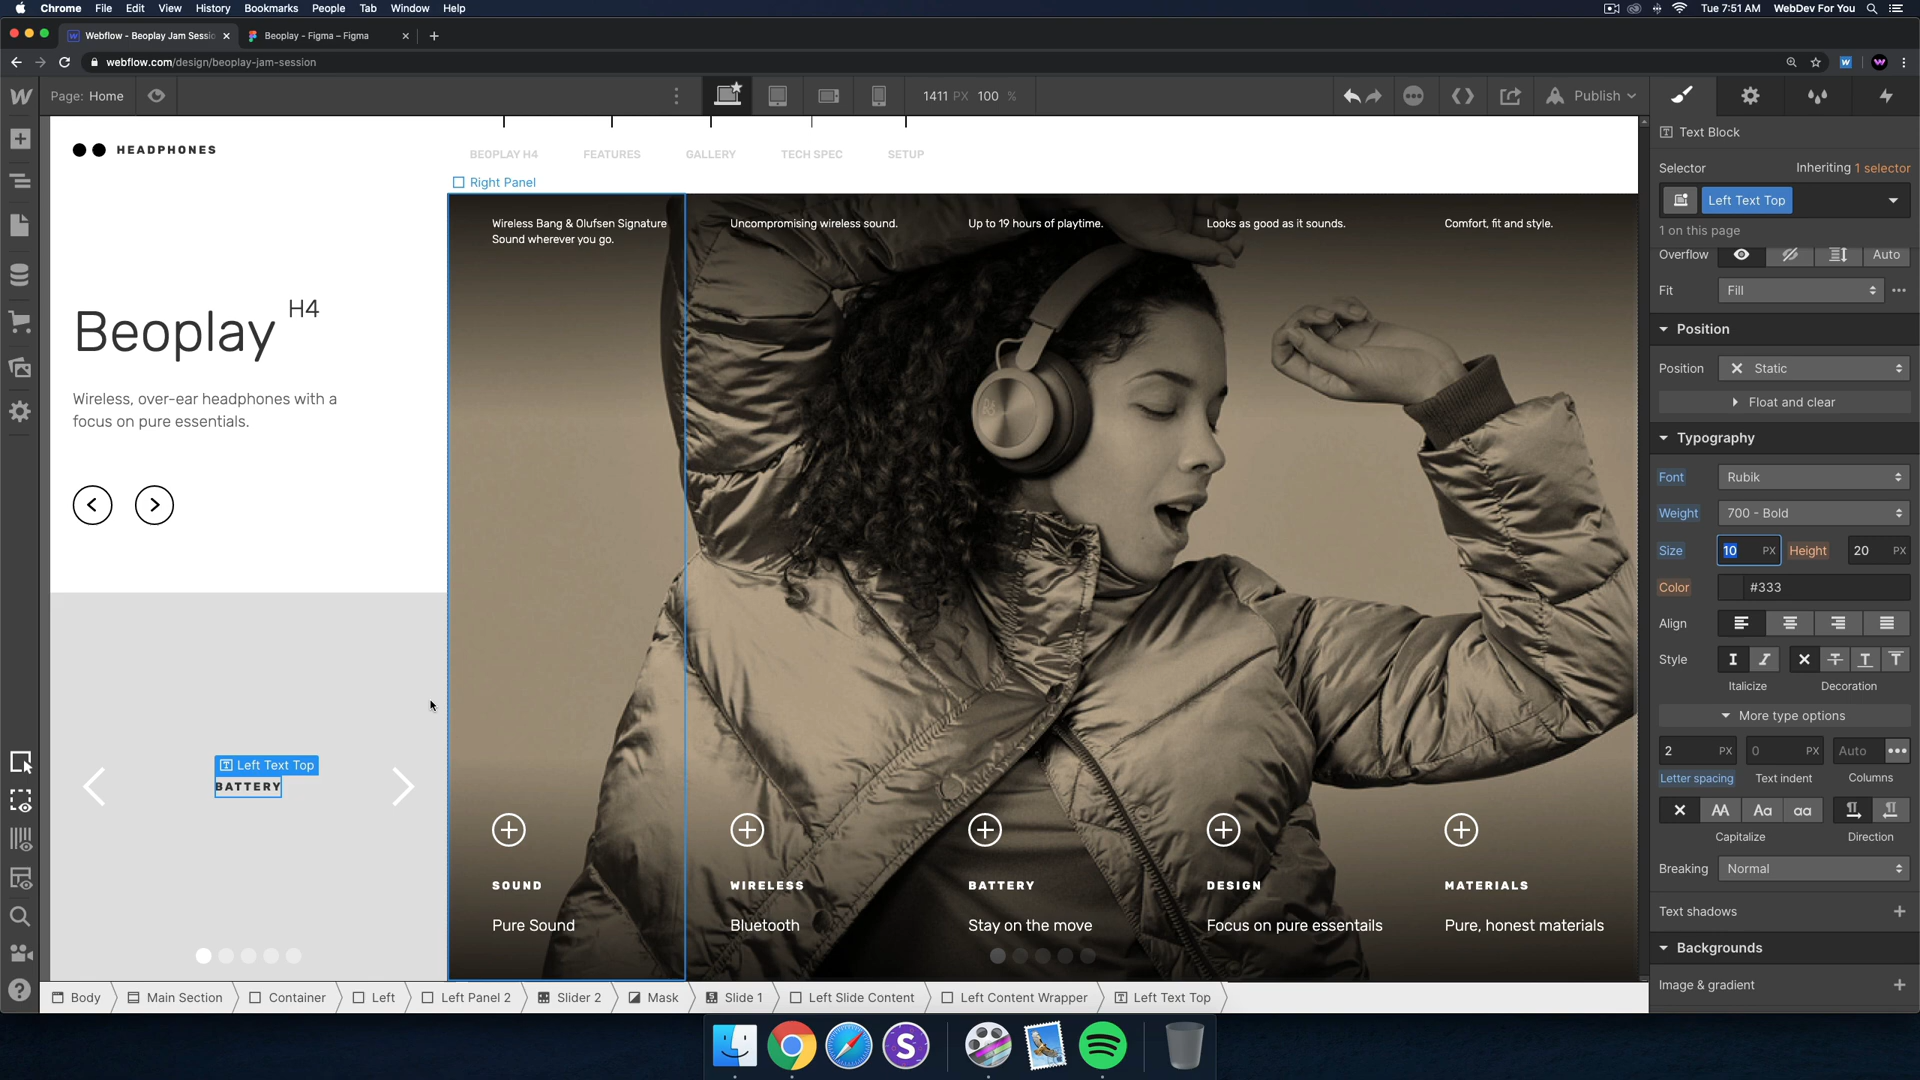 Chrome File Edit View History Bookmarks People Tab Window Help
Tue 7:51 AM WebDev For You
Webflow - Beoplay Jam Sessio
Beoplay - Figma – Figma
webflow.com/design/beoplay-jam-session
Page: Home
1411 PX 100 %
Publish
HEADPHONES
BEOPLAY H4 FEATURES GALLERY TECH SPEC SETUP
Right Panel
Wireless Bang & Olufsen Signature
Sound wherever you go.
Uncompromising wireless sound.
Up to 19 hours of playtime.
Looks as good as it sounds.
Comfort, fit and style.
Beoplay H4
Wireless, over-ear headphones with a
focus on pure essentials.
Left Text Top
BATTERY
SOUND
Pure Sound
WIRELESS
Bluetooth
BATTERY
Stay on the move
DESIGN
Focus on pure essentails
MATERIALS
Pure, honest materials
Text Block
Selector Inheriting 1 selector
Left Text Top
1 on this page
Overflow Auto
Fit Fill
Position
Position Static
Float and clear
Typography
Font Rubik
Weight 700 - Bold
Size 10 PX Height 20 PX
Color #333
Align
Style
Italicize Decoration
More type options
2 PX 0 PX Auto
Letter spacing Text indent Columns
AA Aa aa
Capitalize Direction
Breaking Normal
Text shadows
Backgrounds
Image & gradient
Body Main Section Container Left Left Panel 2 Slider 2 Mask Slide 1 Left Slide Content Left Content Wrapper Left Text Top